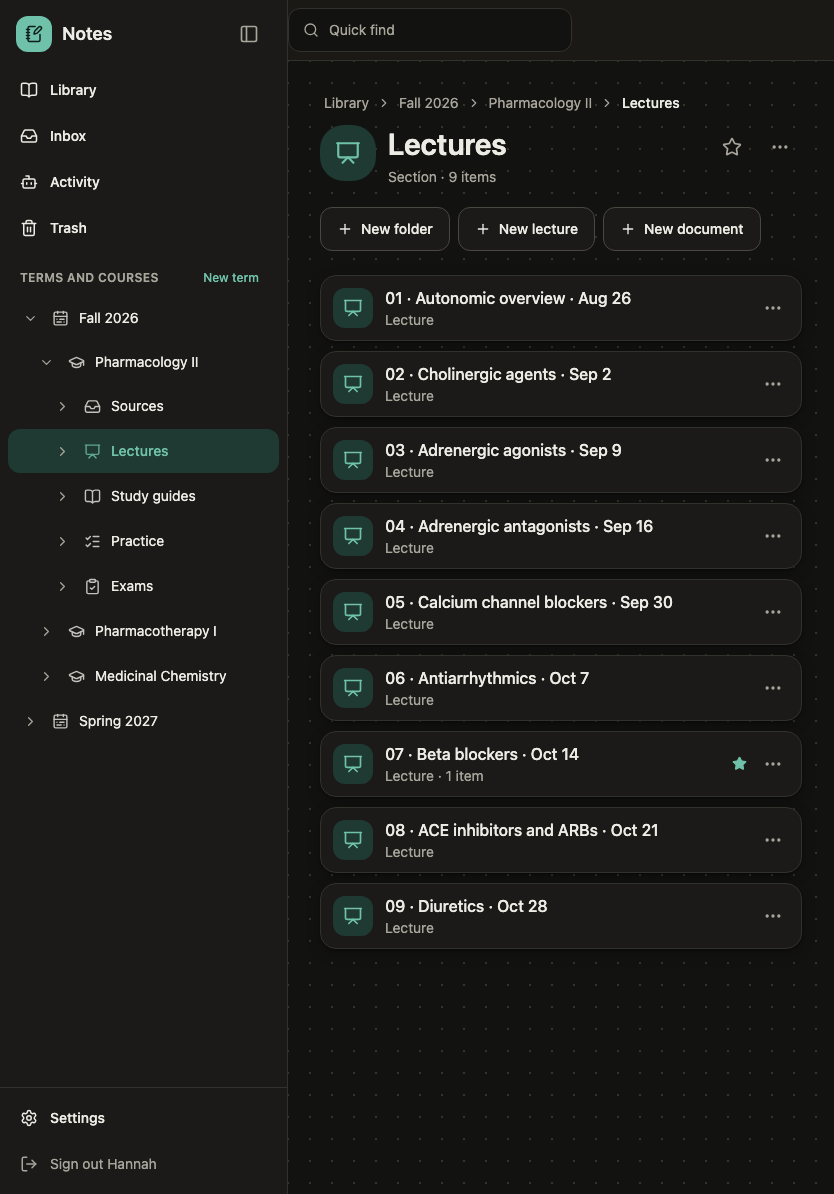 Notes
Library
Inbox
Activity
Trash
TERMS AND COURSES New term
Fall 2026
Pharmacology II
Sources
Lectures
Study guides
Practice
Exams
Pharmacotherapy I
Medicinal Chemistry
Spring 2027
Settings
Sign out Hannah
Quick find
Library > Fall 2026 > Pharmacology II > Lectures
Lectures
Section · 9 items
+ New folder + New lecture + New document
01 · Autonomic overview · Aug 26
Lecture
02 · Cholinergic agents · Sep 2
Lecture
03 · Adrenergic agonists · Sep 9
Lecture
04 · Adrenergic antagonists · Sep 16
Lecture
05 · Calcium channel blockers · Sep 30
Lecture
06 · Antiarrhythmics · Oct 7
Lecture
07 · Beta blockers · Oct 14
Lecture · 1 item
08 · ACE inhibitors and ARBs · Oct 21
Lecture
09 · Diuretics · Oct 28
Lecture